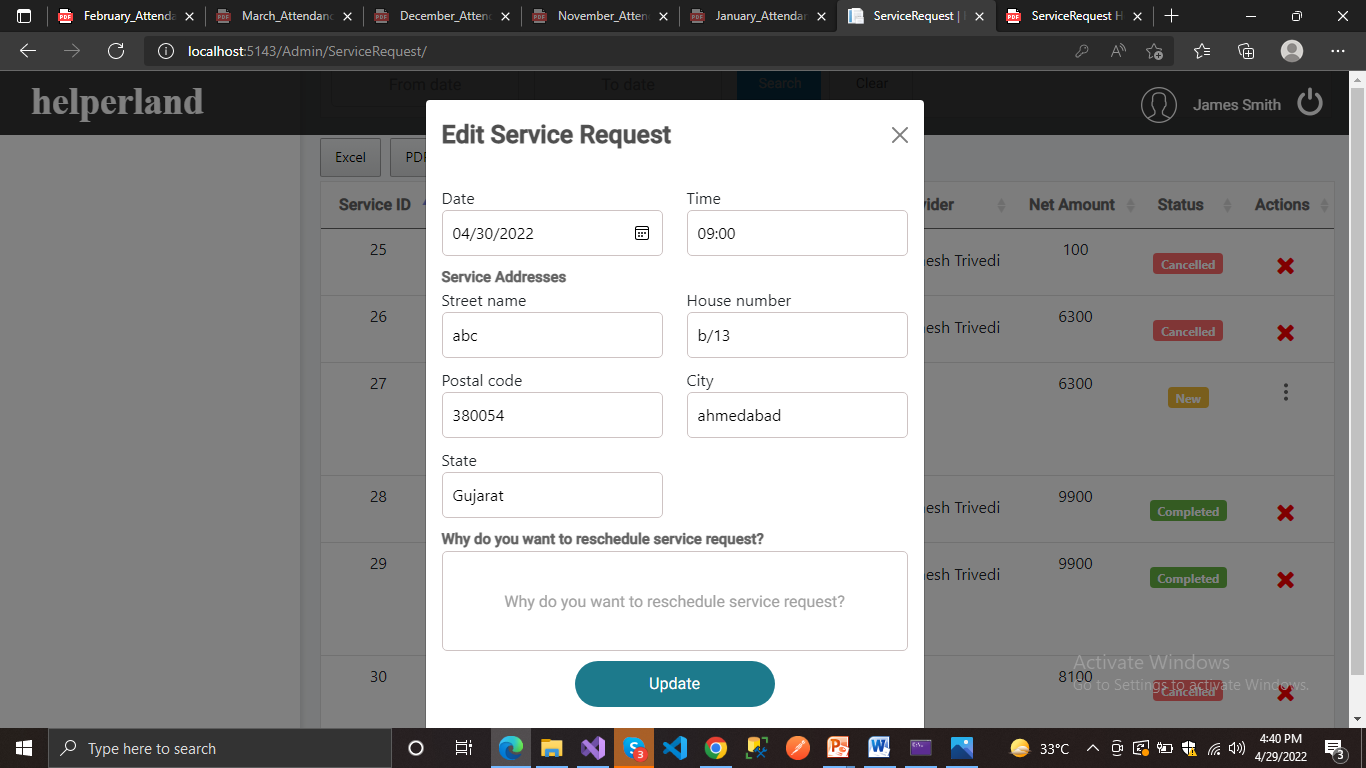 February_Attenda
March_Attendanc
December_Atten
November_Atten
January_Attendar
ServiceRequest |
ServiceRequest H
localhost:5143/Admin/ServiceRequest/
From date To date Search Clear
helperland
James Smith
Excel PDF
Edit Service Request
Date Time
04/30/2022 09:00
Service Addresses
Street name House number
abc b/13
Postal code City
380054 ahmedabad
State
Gujarat
Why do you want to reschedule service request?
Why do you want to reschedule service request?
Update
Service ID vider Net Amount Status Actions
25 esh Trivedi 100 Cancelled
26 esh Trivedi 6300 Cancelled
27 6300 New
28 esh Trivedi 9900 Completed
29 esh Trivedi 9900 Completed
30 8100 Cancelled
Activate Windows
Go to Settings to activate Windows.
Type here to search
3
33°C
4:40 PM
4/29/2022
3